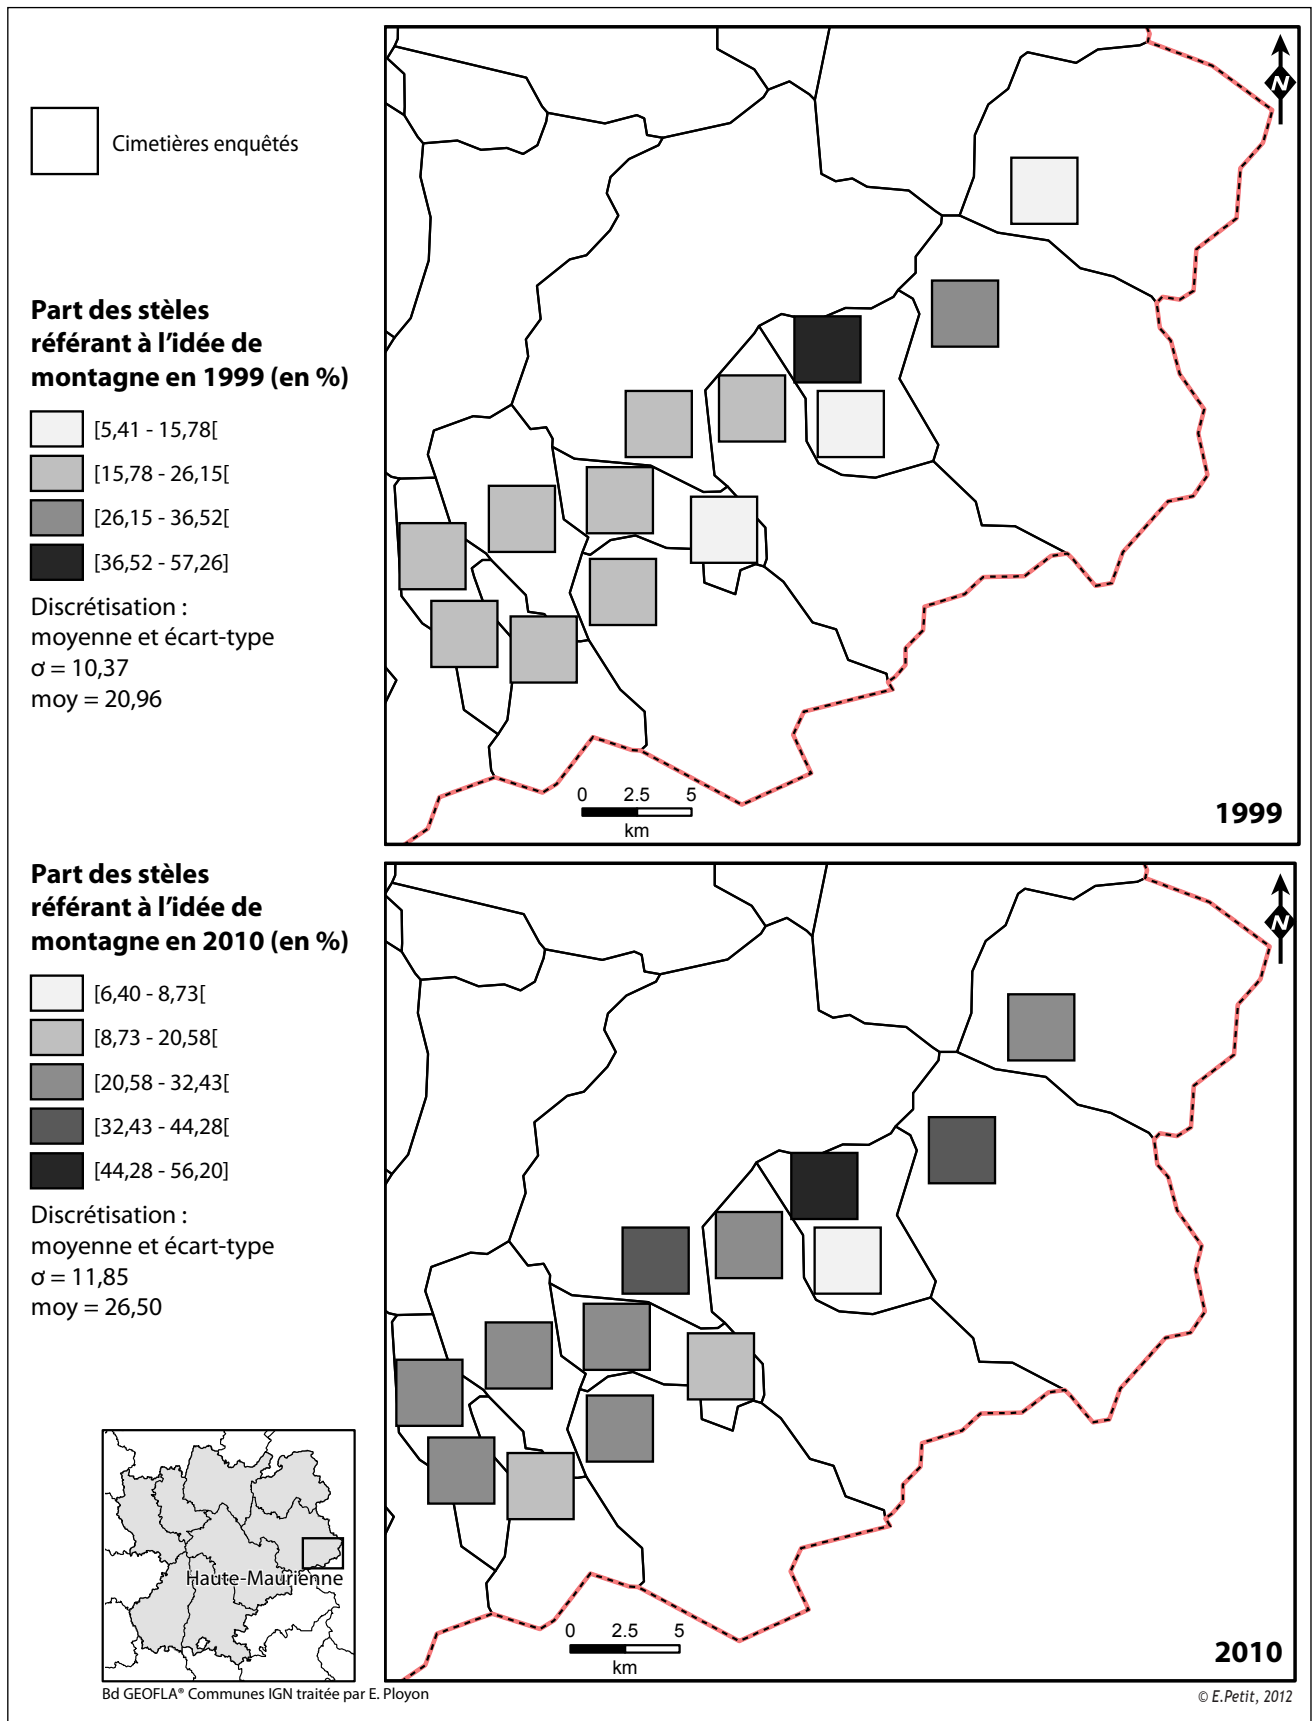 Cimetières enquêtés
Part des stèles
référant à l'idée de
montagne en 1999 (en %)
[5,41 - 15,78[
[15,78 - 26,15[
[26,15 - 36,52[
[36,52 - 57,26]
Discrétisation :
moyenne et écart-type
σ = 10,37
moy = 20,96
N
0 2.5 5
km
1999
Part des stèles
référant à l'idée de
montagne en 2010 (en %)
[6,40 - 8,73[
[8,73 - 20,58[
[20,58 - 32,43[
[32,43 - 44,28[
[44,28 - 56,20]
Discrétisation :
moyenne et écart-type
σ = 11,85
moy = 26,50
Haute-Maurienne
N
0 2.5 5
km
2010
Bd GEOFLA® Communes IGN traitée par E. Ployon
© E.Petit, 2012